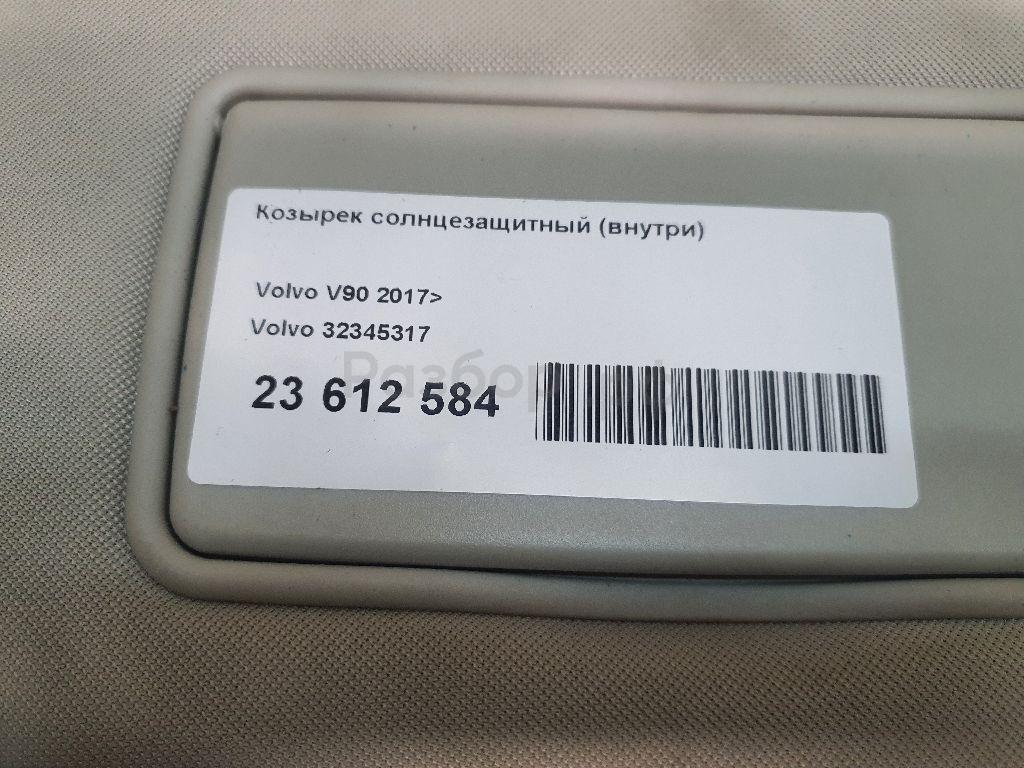 Козырек солнцезащитный (внутри)
Volvo V90 2017>
Volvo 32345317
23 612 584